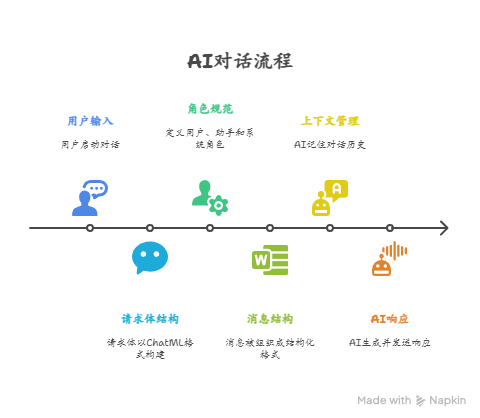 AI对话流程
用户输入
用户启动对话
角色规范
定义用户、助手和系
统角色
上下文管理
AI记住对话历史
A
W
请求体结构
请求体以ChatML格
式构建
消息结构
消息被组织成结构化
格式
AI响应
AI生成并发送响应
Made with Napkin